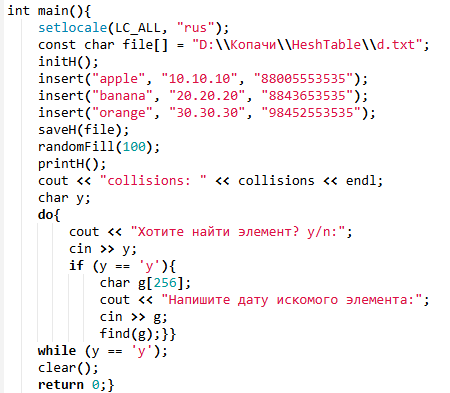 int main(){
setlocale(LC_ALL, "rus");
const char file[] = "D:\\Копачи\\HeshTable\\d.txt";
initH();
insert("apple", "10.10.10", "88005553535");
insert("banana", "20.20.20", "8843653535");
insert("orange", "30.30.30", "98452553535");
saveH(file);
randomFill(100);
printH();
cout << "collisions: " << collisions << endl;
char y;
do{
cout << "Хотите найти элемент? y/n:";
cin >> y;
if (y == 'y'){
char g[256];
cout << "Напишите дату искомого элемента:";
cin >> g;
find(g);}}
while (y == 'y');
clear();
return 0;}